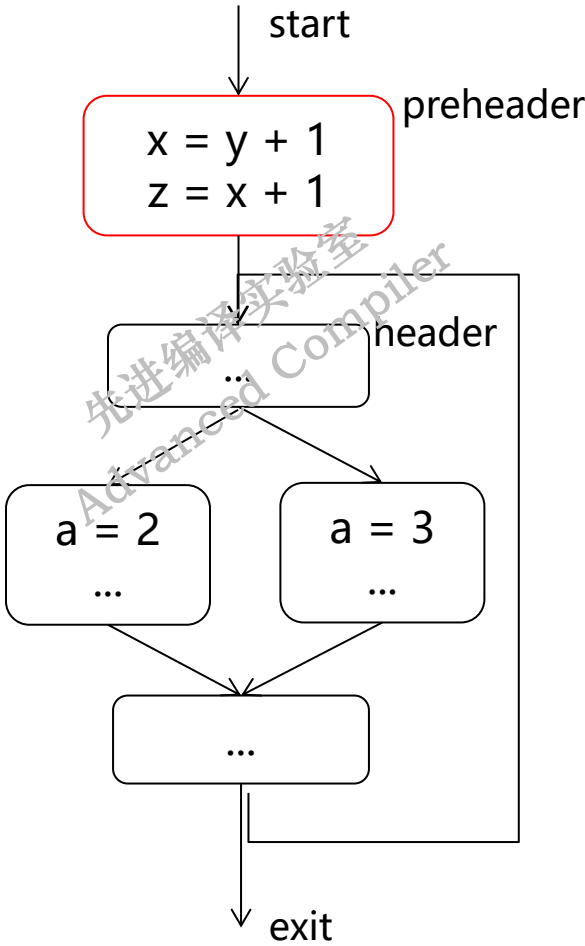 start
preheader
x = y + 1
z = x + 1
header
...
a = 2
...
a = 3
...
...
exit
先进编译实验室
Advanced Compiler